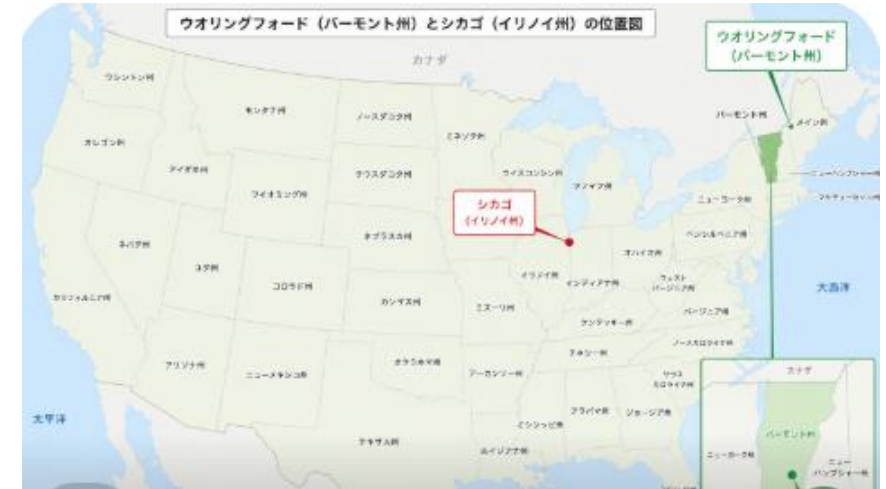 ウオリングフォード（バーモント州）とシカゴ（イリノイ州）の位置図
ウオリングフォード
（バーモント州）
カナダ
ワシントン州
モンタナ州
ノースダコタ州
ミネソタ州
バーモント州
メイン州
オレゴン州
アイダホ州
ワイオミング州
サウスダコタ州
ウィスコンシン州
ニューヨーク州
シカゴ
（イリノイ州）
ネバダ州
ユタ州
コロラド州
ネブラスカ州
カンザス州
イリノイ州
インディアナ州
オハイオ州
ペンシルベニア州
ウェスト
バージニア州
バージニア州
大西洋
カリフォルニア州
ミズーリ州
ケンタッキー州
ノースカロライナ州
アリゾナ州
ニューメキシコ州
オクラホマ州
アーカンソー州
テネシー州
サウス
カロライナ州
太平洋
テキサス州
ルイジアナ州
ミシシッピ州
アラバマ州
ジョージア州
カナダ
バーモント州
ニューヨーク州
ニュー
ハンプシャー州